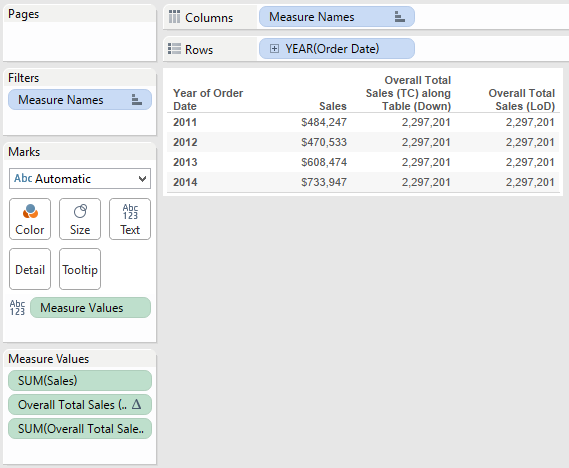 Pages
Columns
Measure Names
Rows
YEAR(Order Date)
Filters
Measure Names
Marks
Abc Automatic
Color
Size
Abc
123
Text
Detail
Tooltip
Abc
123
Measure Values
Measure Values
SUM(Sales)
Overall Total Sales (.. Δ
SUM(Overall Total Sale..
Year of Order
Date
Sales
Overall Total
Sales (TC) along
Table (Down)
Overall Total
Sales (LoD)
2011 $484,247 2,297,201 2,297,201
2012 $470,533 2,297,201 2,297,201
2013 $608,474 2,297,201 2,297,201
2014 $733,947 2,297,201 2,297,201